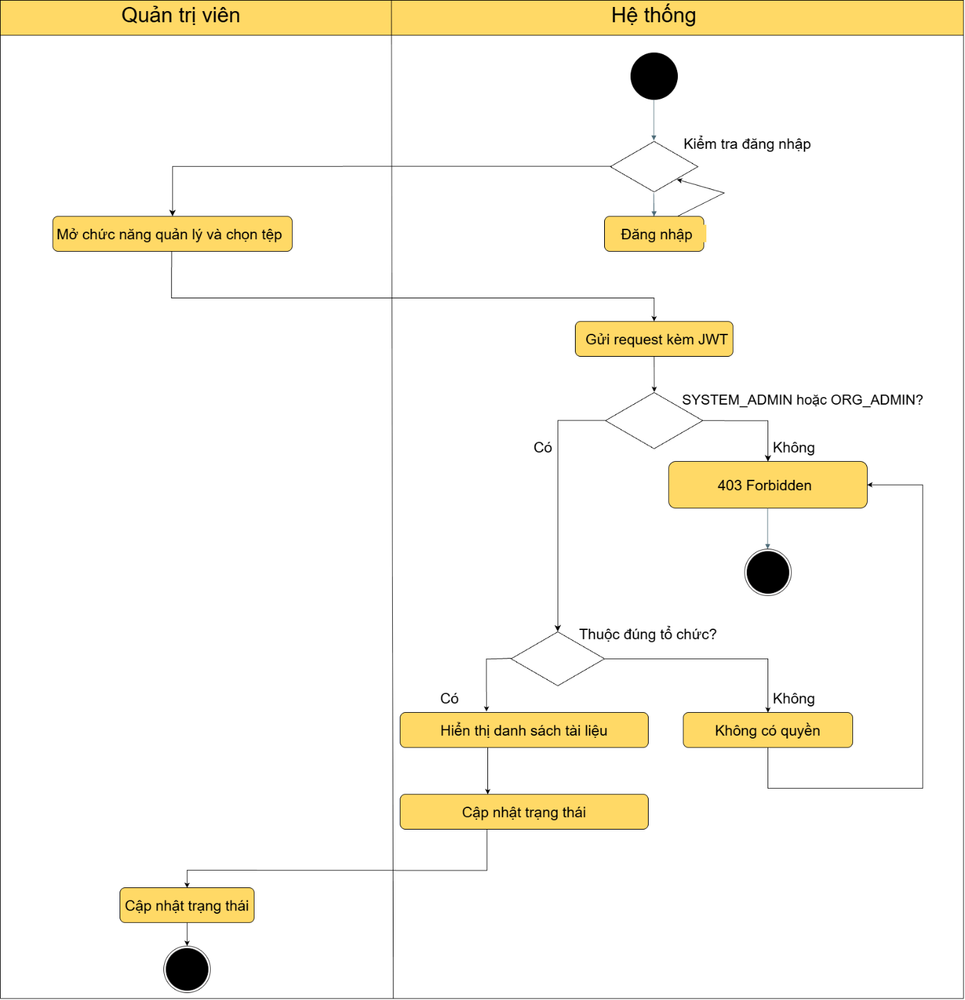 Quản trị viên
Hệ thống
Kiểm tra đăng nhập
Mở chức năng quản lý và chọn tệp
Đăng nhập
Gửi request kèm JWT
SYSTEM_ADMIN hoặc ORG_ADMIN?
Có
Không
403 Forbidden
Thuộc đúng tổ chức?
Có
Không
Hiển thị danh sách tài liệu
Không có quyền
Cập nhật trạng thái
Cập nhật trạng thái